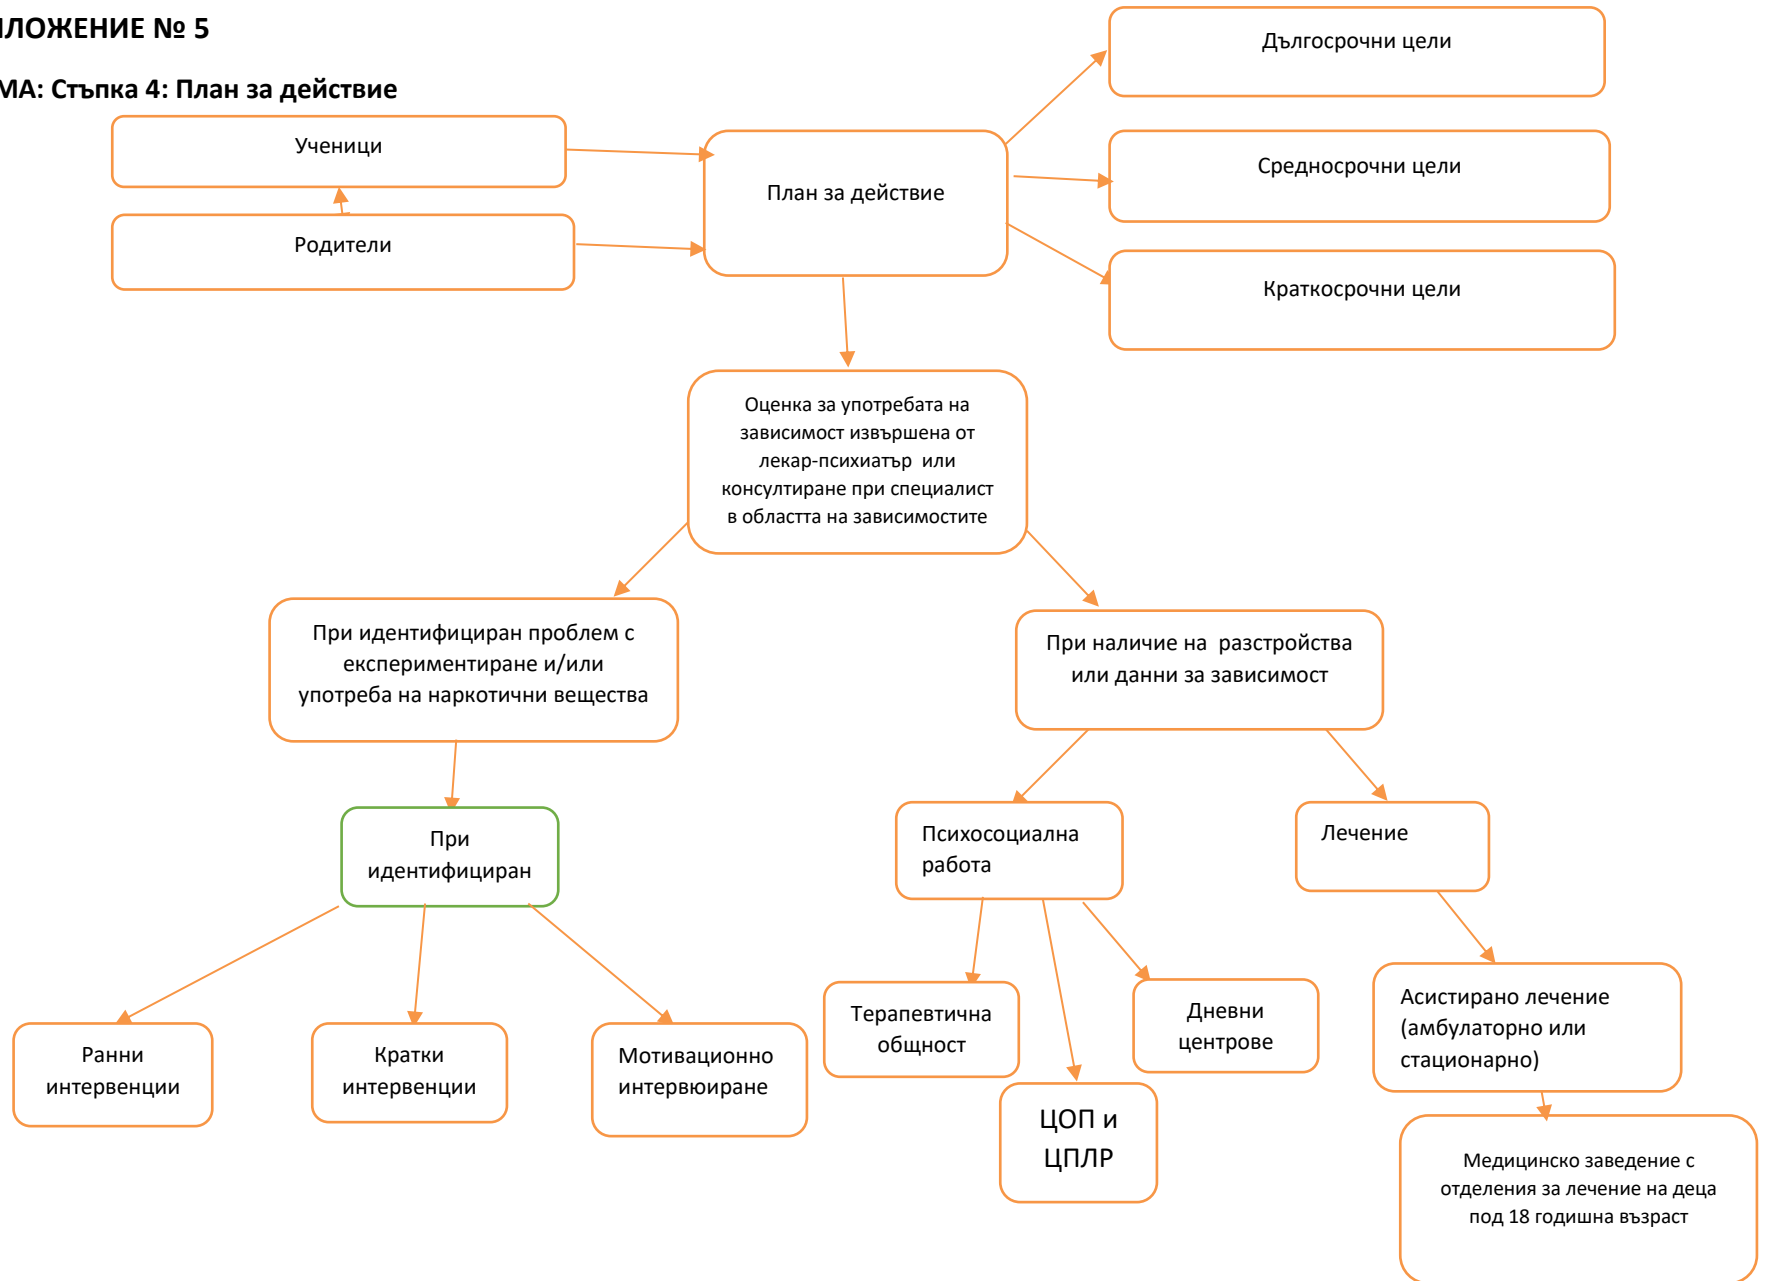 ЛОЖЕНИЕ № 5
МА: Стъпка 4: План за действие
Дългосрочни цели
Ученици
План за действие
Средносрочни цели
Родители
Краткосрочни цели
Оценка за употребата на
зависимост извършена от
лекар-психиатър или
консултиране при специалист
в областта на зависимостите
При идентифициран проблем с
експериментиране и/или
употреба на наркотични вещества
При наличие на разстройства
или данни за зависимост
При
идентифициран
Психосоциална
работа
Лечение
Ранни
интервенции
Кратки
интервенции
Мотивационно
интервюиране
Терапевтична
общност
ЦОП и
ЦПЛР
Дневни
центрове
Асистирано лечение
(амбулаторно или
стационарно)
Медицинско заведение с
отделения за лечение на деца
под 18 годишна възраст